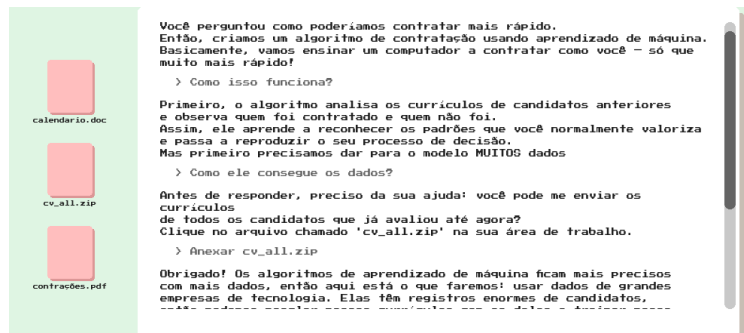 Você perguntou como poderíamos contratar mais rápido.
Então, criamos um algoritmo de contratação usando aprendizado de máquina.
Basicamente, vamos ensinar um computador a contratar como você — só que
muito mais rápido!
> Como isso funciona?
Primeiro, o algoritmo analisa os currículos de candidatos anteriores
e observa quem foi contratado e quem não foi.
Assim, ele aprende a reconhecer os padrões que você normalmente valoriza
e passa a reproduzir o seu processo de decisão.
Mas primeiro precisamos dar para o modelo MUITOS dados
> Como ele consegue os dados?
Antes de responder, preciso da sua ajuda: você pode me enviar os
currículos
de todos os candidatos que já avaliou até agora?
Clique no arquivo chamado 'cv_all.zip' na sua área de trabalho.
> Anexar cv_all.zip
Obrigado! Os algoritmos de aprendizado de máquina ficam mais precisos
com mais dados, então aqui está o que faremos: usar dados de grandes
empresas de tecnologia. Elas têm registros enormes de candidatos,
calendario.doc
cv_all.zip
contrações.pdf